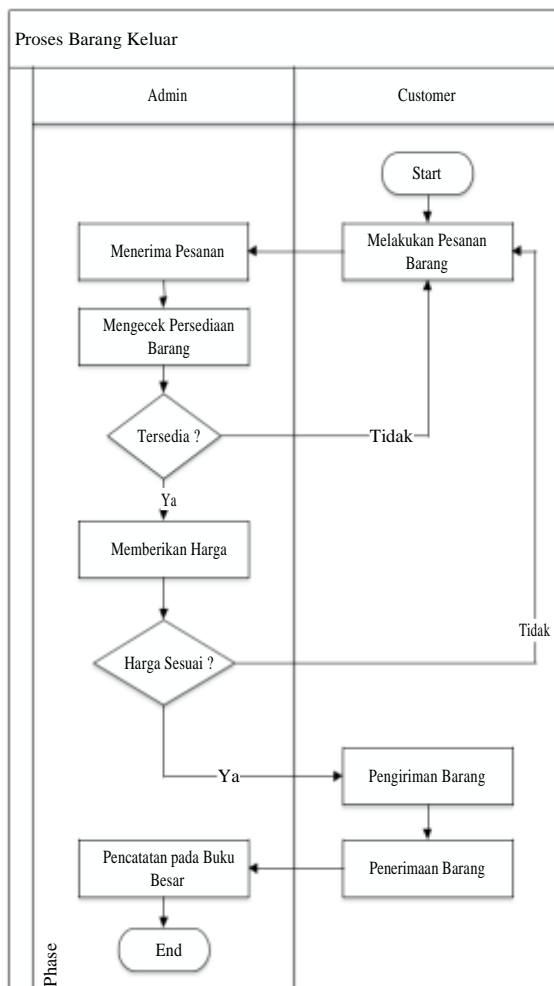 Proses Barang Keluar
Admin
Customer
Start
Melakukan Pesanan
Barang
Menerima Pesanan
Mengecek Persediaan
Barang
Tersedia ?
Tidak
Ya
Memberikan Harga
Tidak
Harga Sesuai ?
Ya
Pengiriman Barang
Pencatatan pada Buku
Besar
Penerimaan Barang
End
Phase